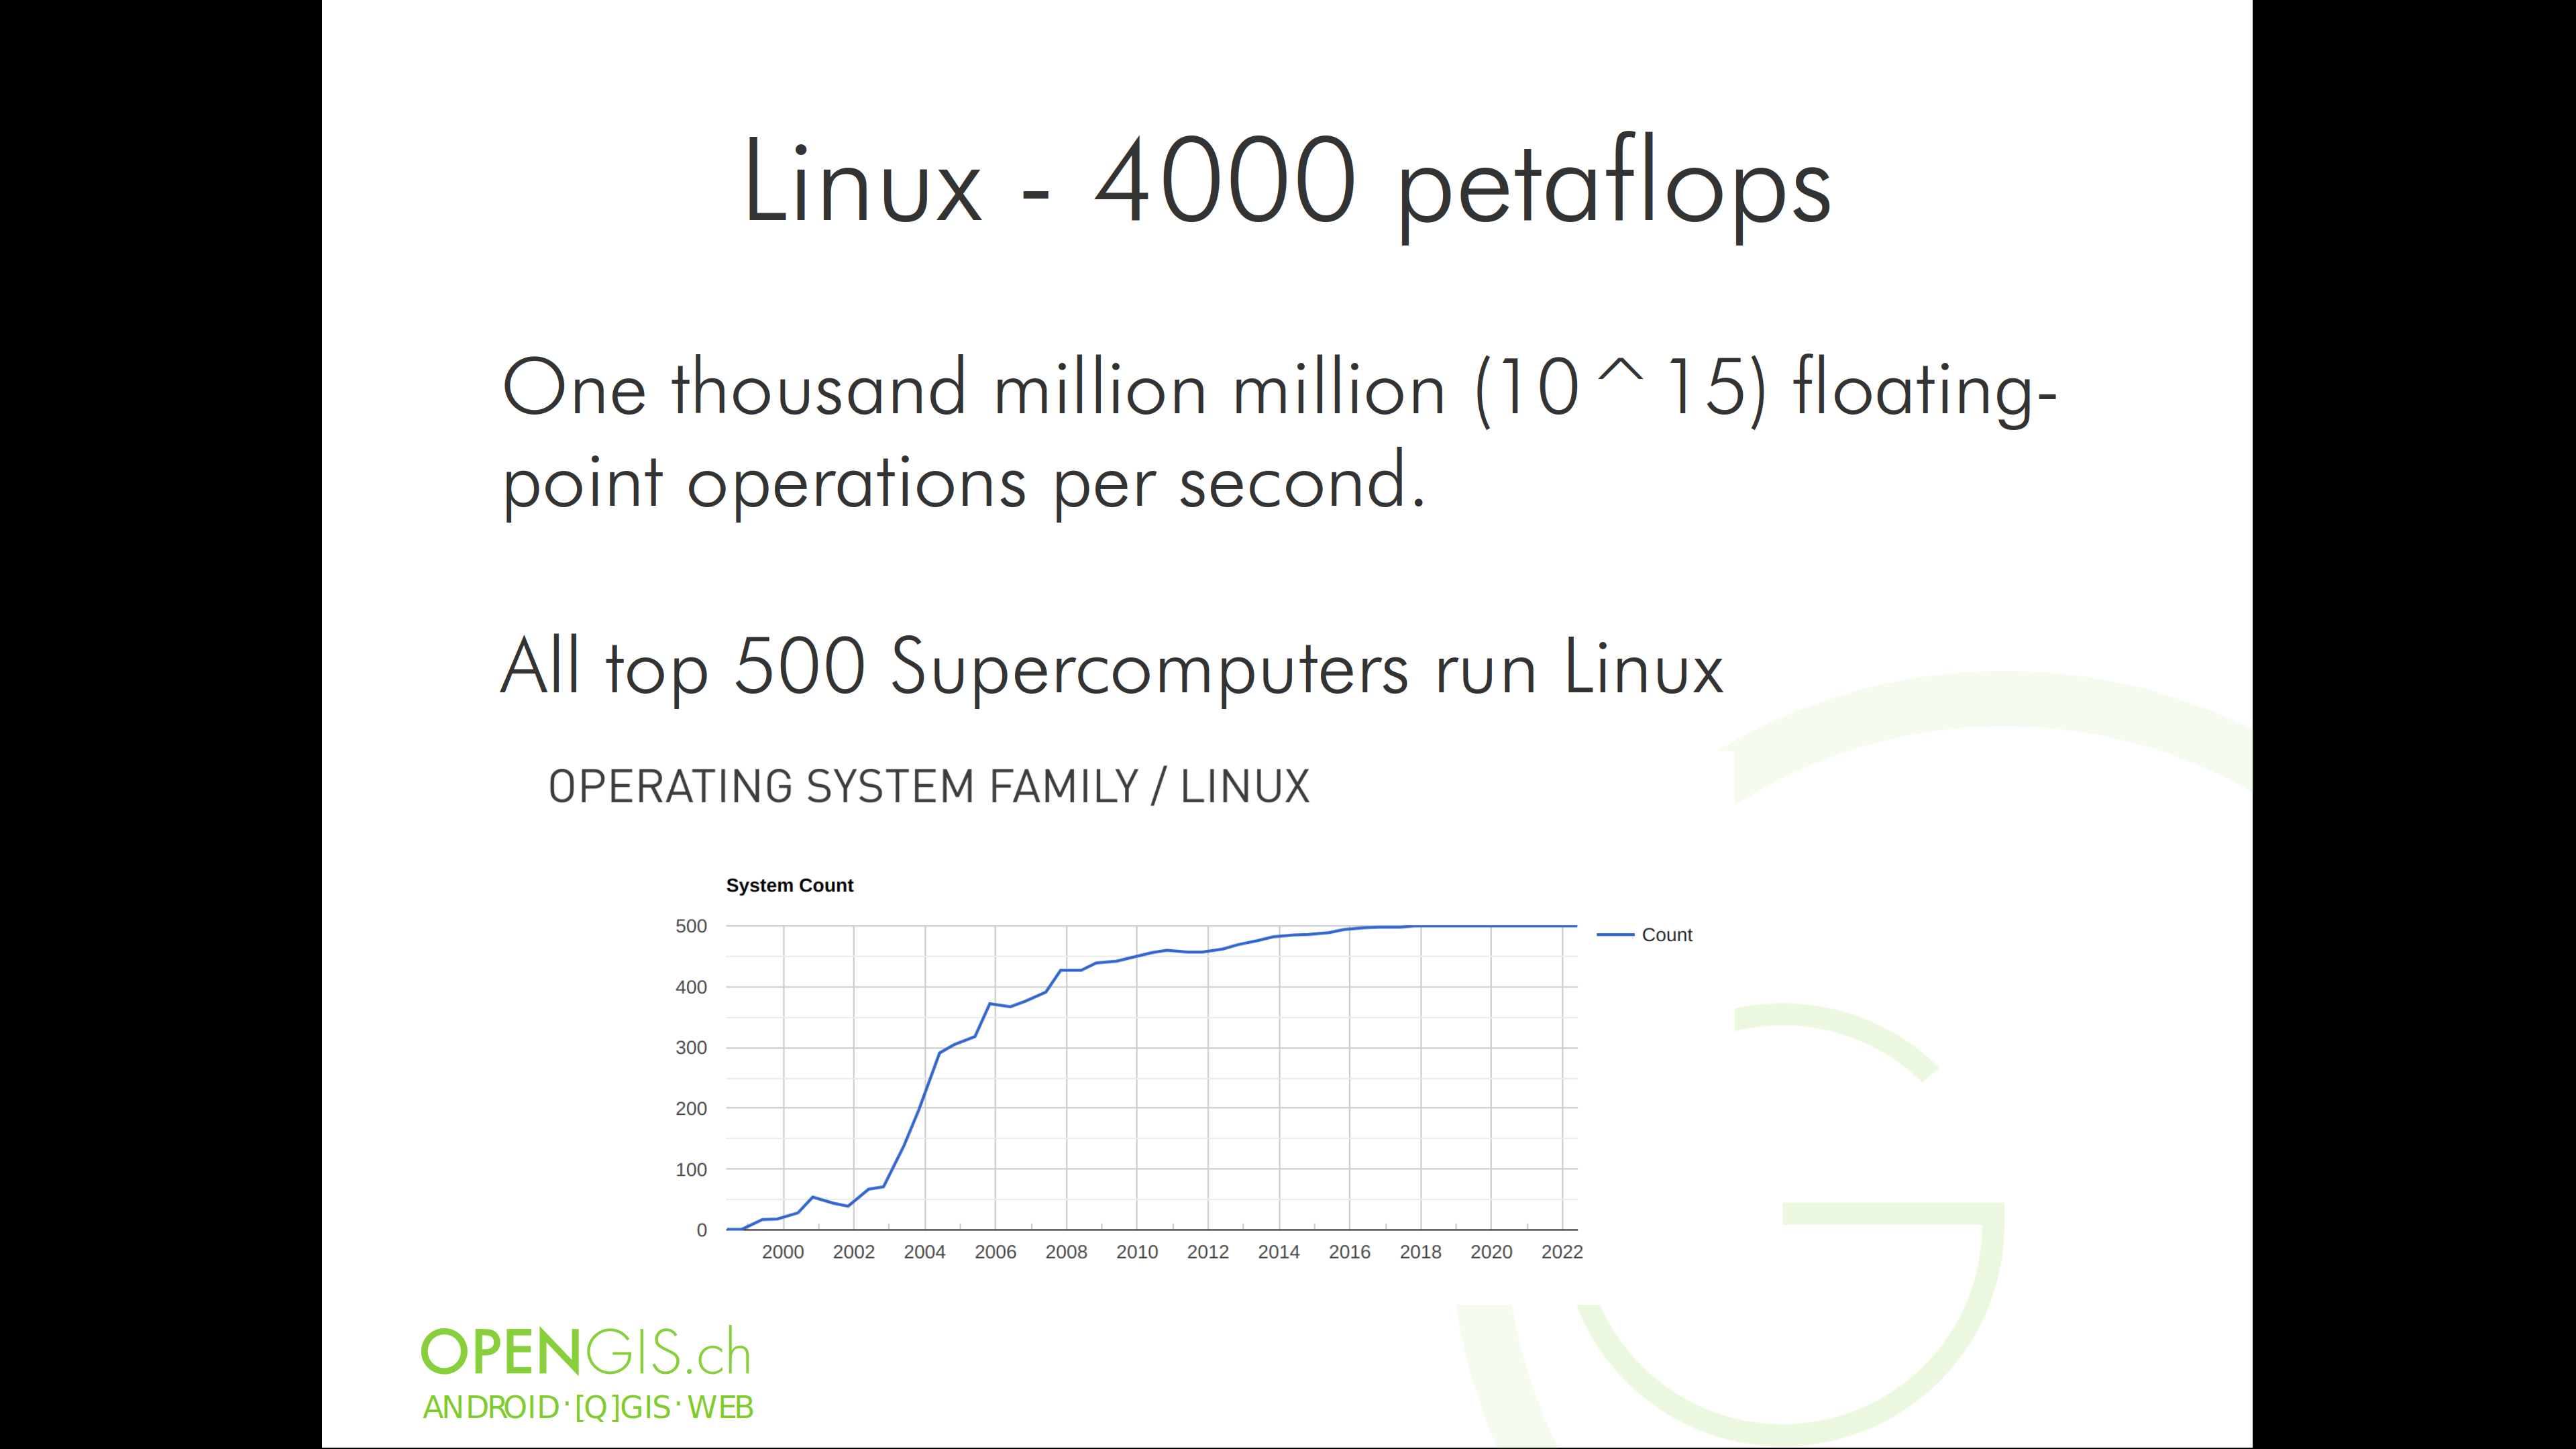 Linux - 4000 petaflops
One thousand million million (10^15) floating-
point operations per second.
All top 500 Supercomputers run Linux
OPERATING SYSTEM FAMILY / LINUX
System Count
500
400
300
200
100
0
Count
2000 2002 2004 2006 2008 2010 2012 2014 2016 2018 2020 2022
OPENGIS.ch
ANDROID·[Q]GIS·WEB